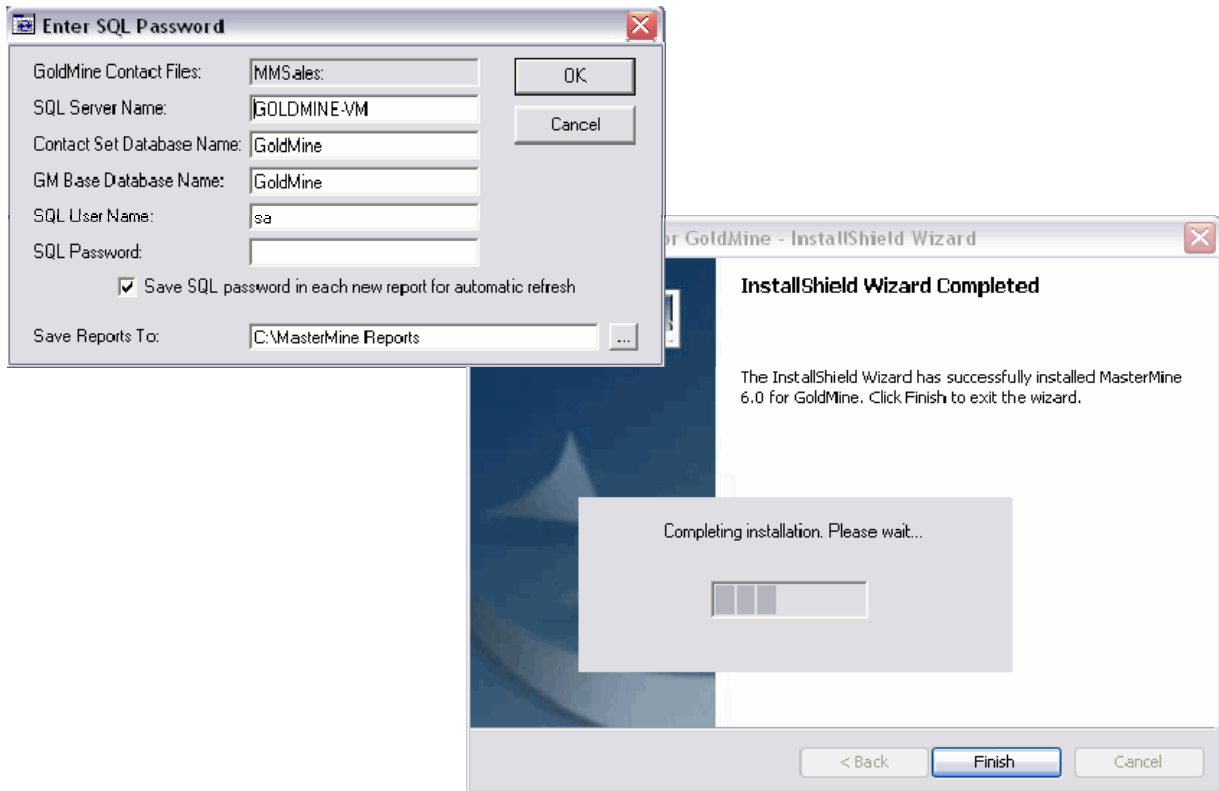 Enter SQL Password
GoldMine Contact Files: MMSales:
OK
SQL Server Name: GOLDMINE-VM
Cancel
Contact Set Database Name: GoldMine
GM Base Database Name: GoldMine
SQL User Name: sa
SQL Password:
Save SQL password in each new report for automatic refresh
Save Reports To: C:\MasterMine Reports ...
or GoldMine - InstallShield Wizard
InstallShield Wizard Completed
The InstallShield Wizard has successfully installed MasterMine
6.0 for GoldMine. Click Finish to exit the wizard.
Completing installation. Please wait...
< Back Finish Cancel